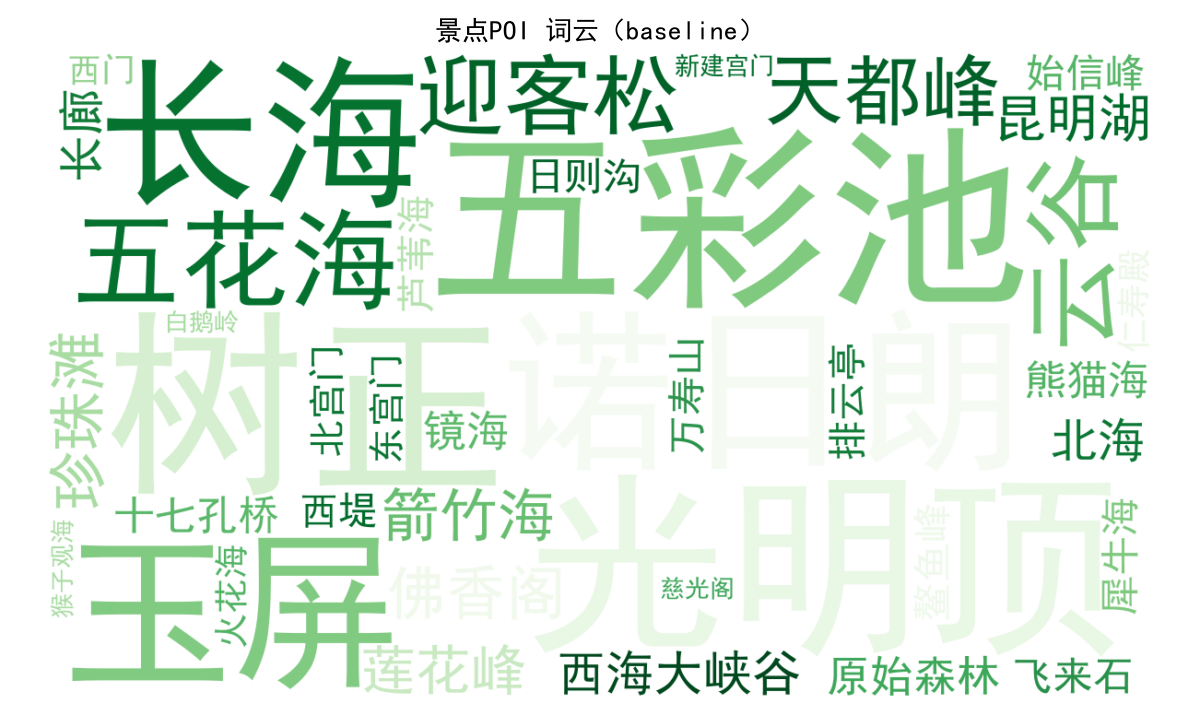 景点POI 词云（baseline）
西门
长海
迎客松
新建宫门
天都峰
始信峰
长廊
昆明湖
五彩池
日则沟
云谷
五花海
芦苇海
仁寿殿
白鹅岭
树正
诺日朗
珍珠滩
北宫门
东宫门
镜海
万寿山
排云亭
熊猫海
北海
十七孔桥
西堤
箭竹海
光明顶
鳌鱼峰
犀牛海
猴子观海
玉屏
火花海
佛香阁
慈光阁
莲花峰
西海大峡谷
原始森林
飞来石